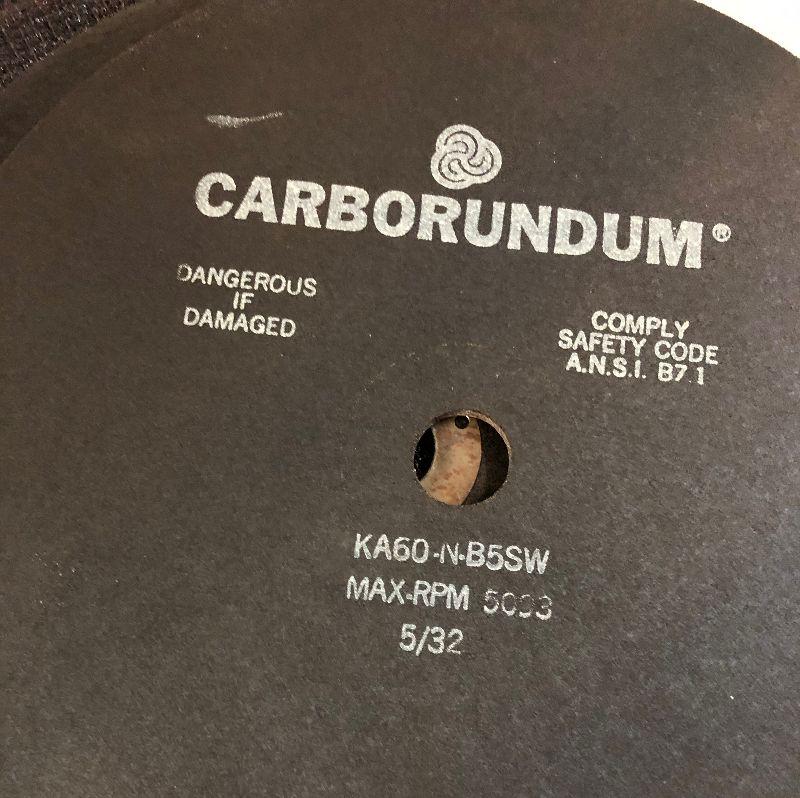 CARBORUNDUM®
DANGEROUS
IF
DAMAGED
COMPLY
SAFETY CODE
A.N.S.I. B7.1
KA60-N-B5SW
MAX-RPM
5/32